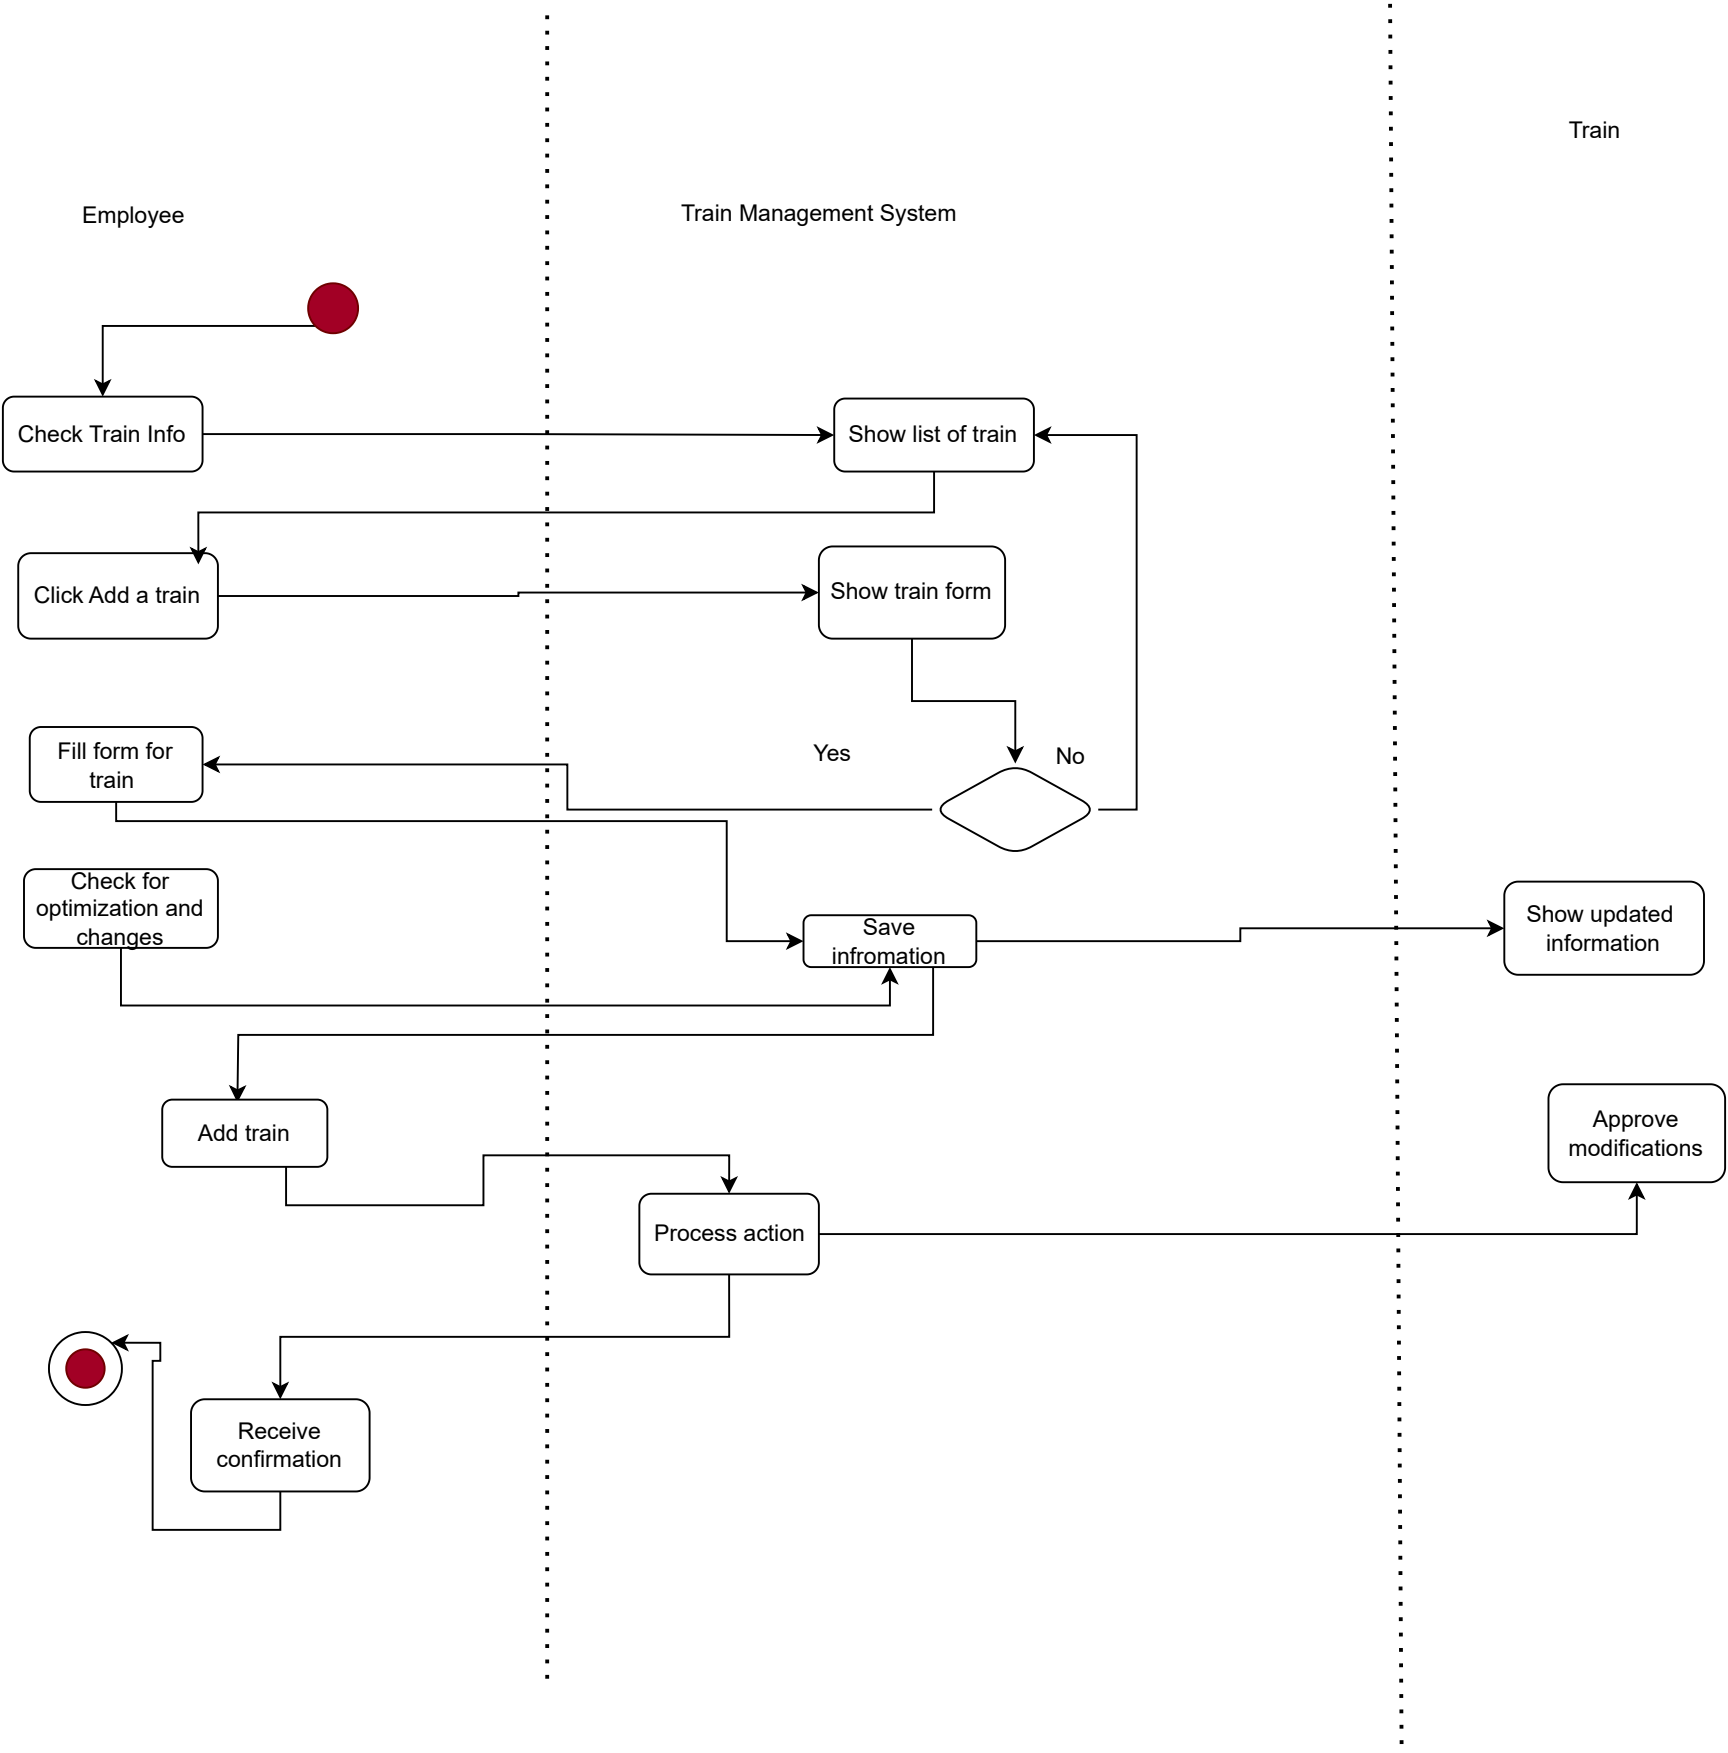 Train
Employee
Train Management System
Check Train Info
Show list of train
Click Add a train
Show train form
Fill form for
train
Yes
No
Check for
optimization and
changes
Save
infromation
Show updated
information
Add train
Approve
modifications
Process action
Receive
confirmation